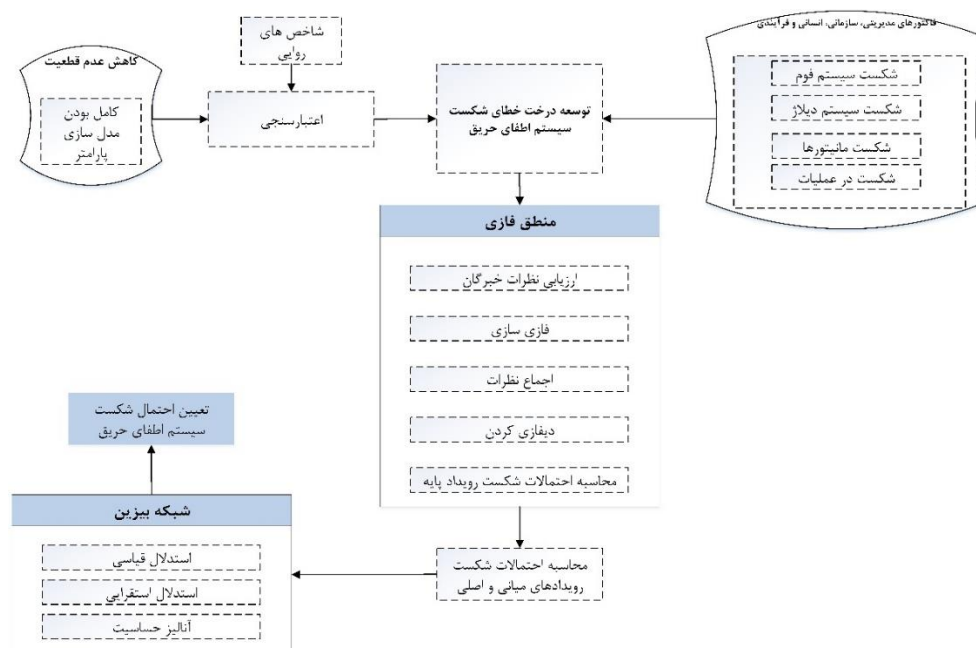 فاکتورهای مدیریتی، سازمانی، انسانی و فرآیندی
شکست سیستم فوم
شکست سیستم دیلاژ
شکست مانیتورها
شکست در عملیات
شاخص های
روایی
کاهش عدم قطعیت
کامل بودن
مدل سازی
پارامتر
اعتبارسنجی
توسعه درخت خطای شکست
سیستم اطفای حریق
منطق فازی
ارزیابی نظرات خبرگان
فازی سازی
اجماع نظرات
دیفازی کردن
محاسبه احتمالات شکست رویداد پایه
محاسبه احتمالات شکست
رویدادهای میانی و اصلی
شبکه بیزین
استدلال قیاسی
استدلال استقرایی
آنالیز حساسیت
تعیین احتمال شکست
سیستم اطفای حریق